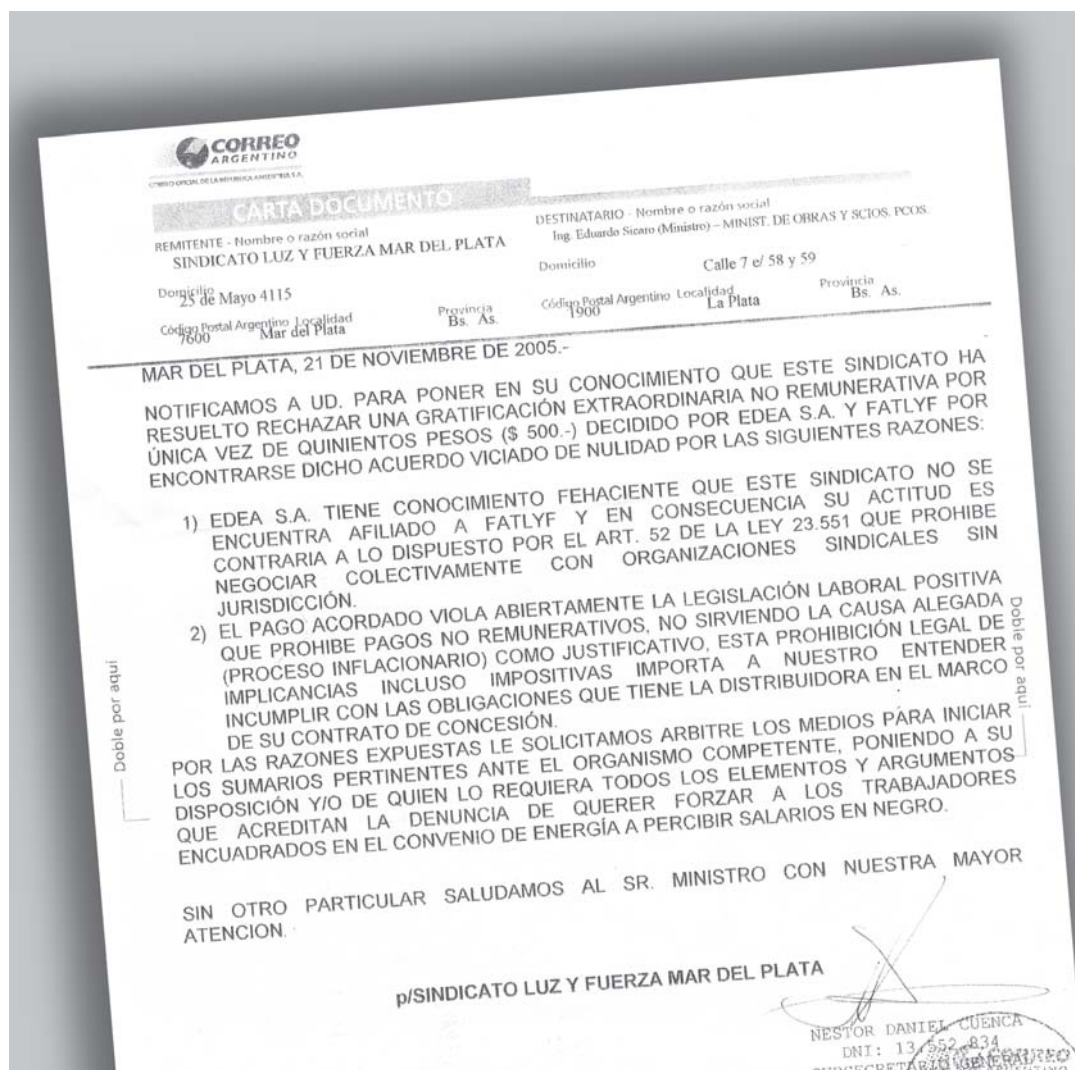 CORREO
ARGENTINO
CORREO OFICIAL DE LA REPUBLICA ARGENTINA S.A.
CARTA DOCUMENTO
REMITENTE - Nombre o razón social
SINDICATO LUZ Y FUERZA MAR DEL PLATA
Domicilio
25 de Mayo 4115
Código Postal Argentino Localidad Provincia
7600 Mar del Plata Bs. As.
DESTINATARIO - Nombre o razón social
Ing. Eduardo Sicaro (Ministro) – MINIST. DE OBRAS Y SCIOS. PCOS.
Domicilio Calle 7 e/ 58 y 59
Código Postal Argentino Localidad Provincia
1900 La Plata Bs. As.
MAR DEL PLATA, 21 DE NOVIEMBRE DE 2005.-
NOTIFICAMOS A UD. PARA PONER EN SU CONOCIMIENTO QUE ESTE SINDICATO HA
RESUELTO RECHAZAR UNA GRATIFICACIÓN EXTRAORDINARIA NO REMUNERATIVA POR
ÚNICA VEZ DE QUINIENTOS PESOS ($ 500.-) DECIDIDO POR EDEA S.A. Y FATLYF POR
ENCONTRARSE DICHO ACUERDO VICIADO DE NULIDAD POR LAS SIGUIENTES RAZONES:
1) EDEA S.A. TIENE CONOCIMIENTO FEHACIENTE QUE ESTE SINDICATO NO SE
ENCUENTRA AFILIADO A FATLYF Y EN CONSECUENCIA SU ACTITUD ES
CONTRARIA A LO DISPUESTO POR EL ART. 52 DE LA LEY 23.551 QUE PROHIBE
NEGOCIAR COLECTIVAMENTE CON ORGANIZACIONES SINDICALES SIN
JURISDICCIÓN.
2) EL PAGO ACORDADO VIOLA ABIERTAMENTE LA LEGISLACIÓN LABORAL POSITIVA
QUE PROHIBE PAGOS NO REMUNERATIVOS, NO SIRVIENDO LA CAUSA ALEGADA
(PROCESO INFLACIONARIO) COMO JUSTIFICATIVO, ESTA PROHIBICIÓN LEGAL DE
IMPLICANCIAS INCLUSO IMPOSITIVAS IMPORTA A NUESTRO ENTENDER
INCUMPLIR CON LAS OBLIGACIONES QUE TIENE LA DISTRIBUIDORA EN EL MARCO
DE SU CONTRATO DE CONCESIÓN.
POR LAS RAZONES EXPUESTAS LE SOLICITAMOS ARBITRE LOS MEDIOS PARA INICIAR
LOS SUMARIOS PERTINENTES ANTE EL ORGANISMO COMPETENTE, PONIENDO A SU
DISPOSICIÓN Y/O DE QUIEN LO REQUIERA TODOS LOS ELEMENTOS Y ARGUMENTOS
QUE ACREDITAN LA DENUNCIA DE QUERER FORZAR A LOS TRABAJADORES
ENCUADRADOS EN EL CONVENIO DE ENERGÍA A PERCIBIR SALARIOS EN NEGRO.
SIN OTRO PARTICULAR SALUDAMOS AL SR. MINISTRO CON NUESTRA MAYOR
ATENCION.
p/SINDICATO LUZ Y FUERZA MAR DEL PLATA
NESTOR DANIEL CUENCA
DNI: 13.552.834
SUBSECRETARIO GENERAL
Doble por aquí
Doble por aquí